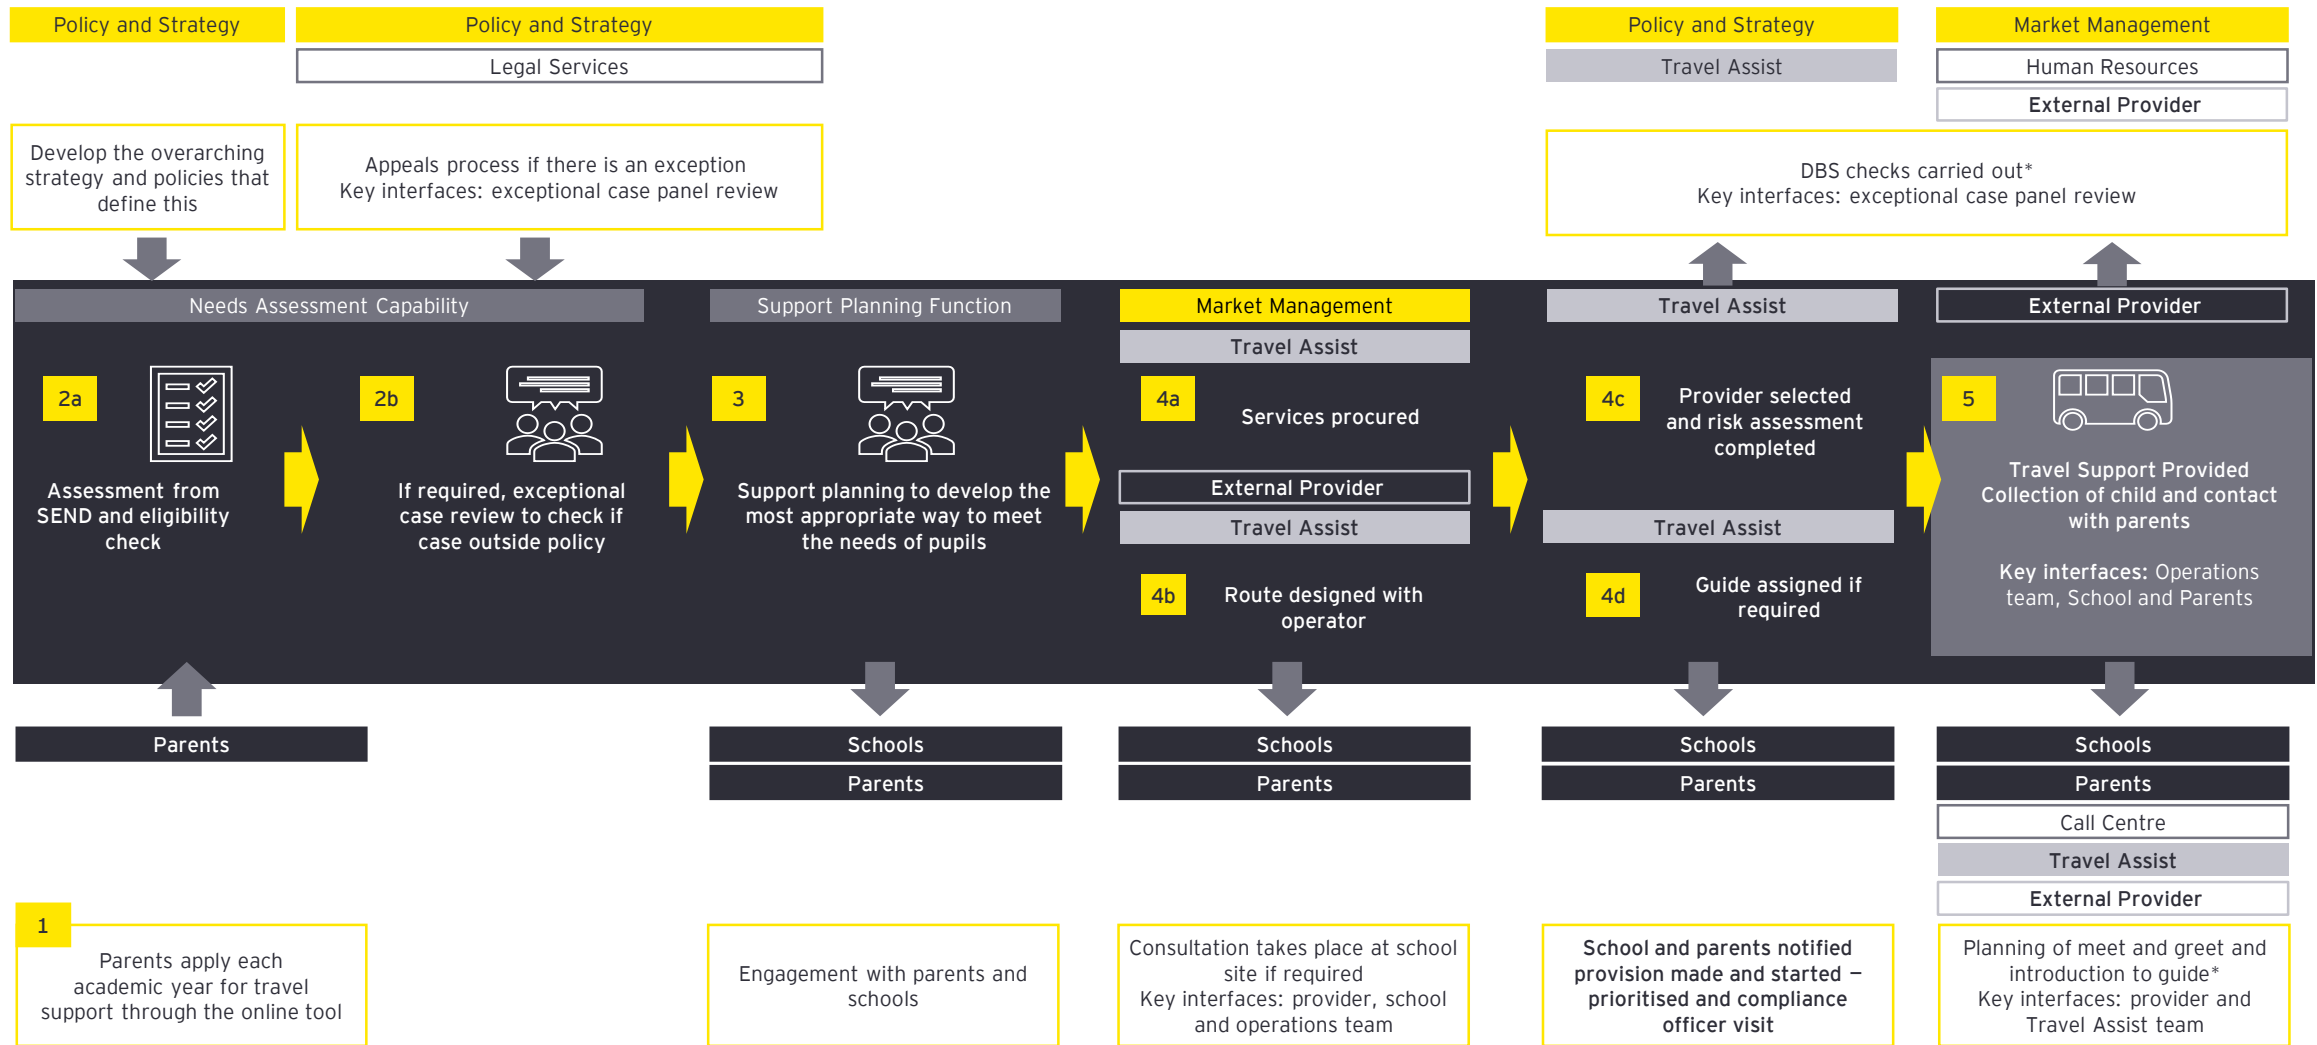 Policy and Strategy
Policy and Strategy
Legal Services
Policy and Strategy
Travel Assist
Market Management
Human Resources
External Provider
Develop the overarching
strategy and policies that
define this
Appeals process if there is an exception
Key interfaces: exceptional case panel review
DBS checks carried out*
Key interfaces: exceptional case panel review
Needs Assessment Capability
Support Planning Function
Market Management
Travel Assist
Travel Assist
External Provider
2a
Assessment from
SEND and eligibility
check
2b
If required, exceptional
case review to check if
case outside policy
3
Support planning to develop the
most appropriate way to meet
the needs of pupils
4a
Services procured
External Provider
Travel Assist
4b
Route designed with
operator
4c
Provider selected
and risk assessment
completed
Travel Assist
4d
Guide assigned if
required
5
Travel Support Provided
Collection of child and contact
with parents
Key interfaces: Operations
team, School and Parents
Parents
Schools
Parents
Schools
Parents
Schools
Parents
Schools
Parents
Call Centre
Travel Assist
External Provider
1
Parents apply each
academic year for travel
support through the online tool
Engagement with parents and
schools
Consultation takes place at school
site if required
Key interfaces: provider, school
and operations team
School and parents notified
provision made and started –
prioritised and compliance
officer visit
Planning of meet and greet and
introduction to guide*
Key interfaces: provider and
Travel Assist team